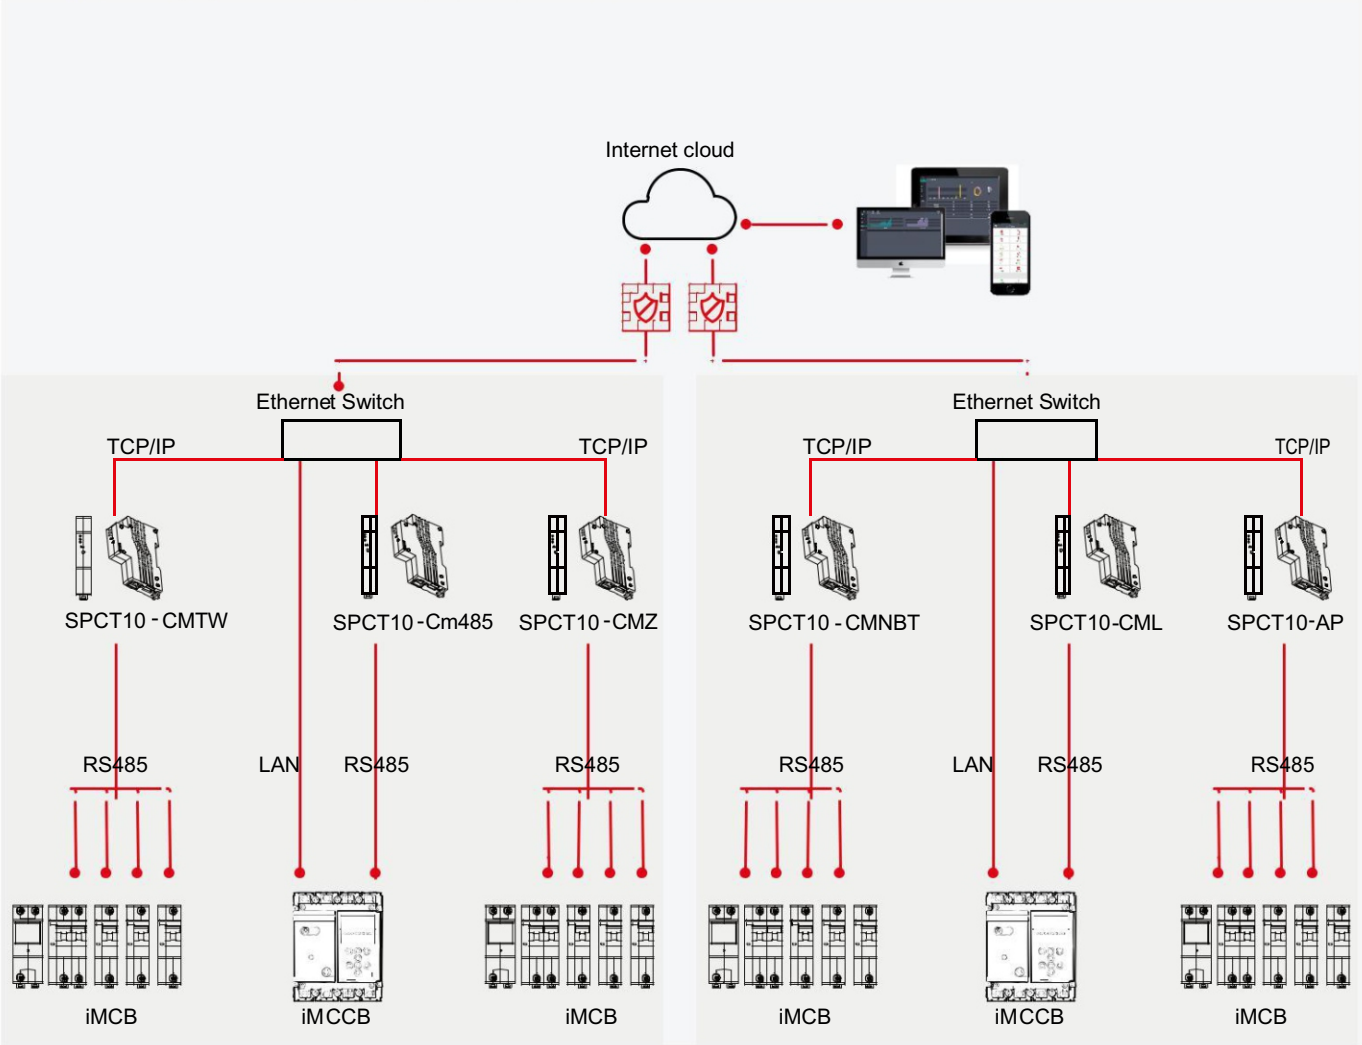 Internet cloud
Ethernet Switch
Ethernet Switch
TCP/IP
TCP/IP
TCP/IP
TCP/IP
SPCT10-CMTW
SPCT10-Cm485
SPCT10-CMZ
SPCT10-CMNBT
SPCT10-CML
SPCT10-AP
RS485
LAN
RS485
RS485
RS485
LAN
RS485
RS485
iMCB
iMCCB
iMCB
iMCB
iMCCB
iMCB